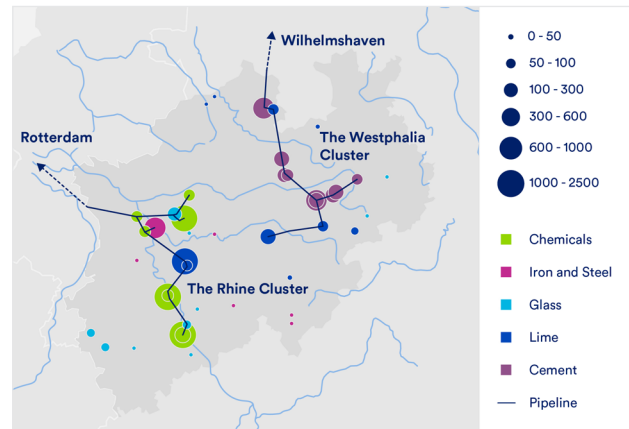 Wilhelmshaven
Rotterdam
The Westphalia
Cluster
The Rhine Cluster
0 - 50
50 - 100
100 - 300
300 - 600
600 - 1000
1000 - 2500
Chemicals
Iron and Steel
Glass
Lime
Cement
Pipeline